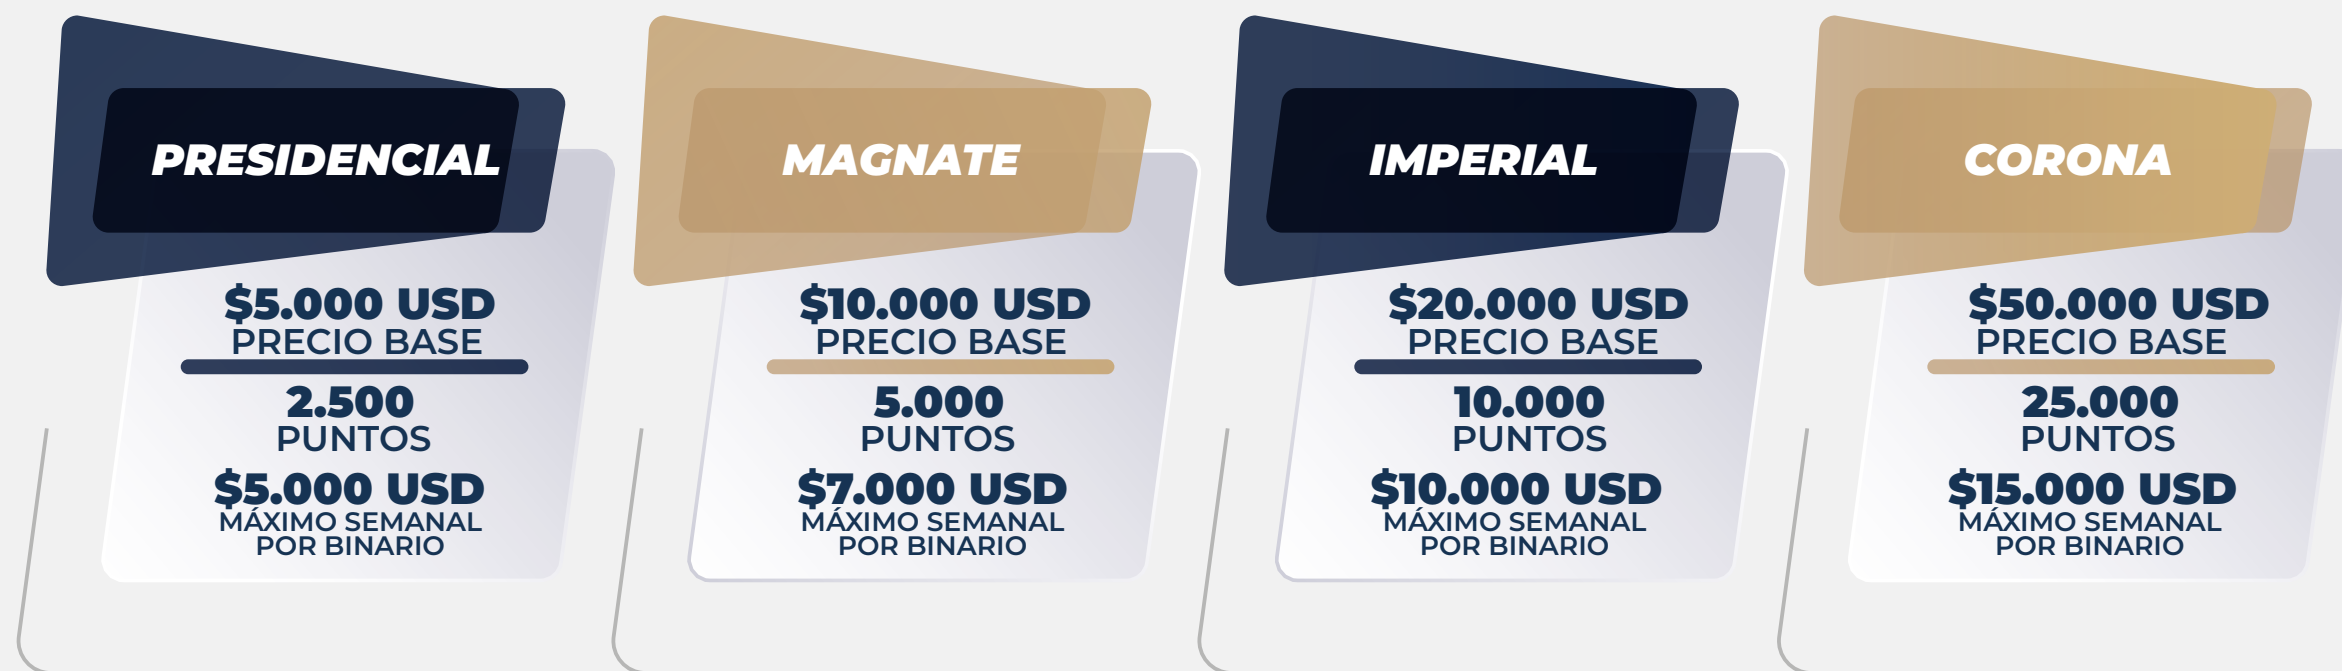 PRESIDENCIAL
$5.000 USD
PRECIO BASE
2.500
PUNTOS
$5.000 USD
MÁXIMO SEMANAL
POR BINARIO
MAGNATE
$10.000 USD
PRECIO BASE
5.000
PUNTOS
$7.000 USD
MÁXIMO SEMANAL
POR BINARIO
IMPERIAL
$20.000 USD
PRECIO BASE
10.000
PUNTOS
$10.000 USD
MÁXIMO SEMANAL
POR BINARIO
CORONA
$50.000 USD
PRECIO BASE
25.000
PUNTOS
$15.000 USD
MÁXIMO SEMANAL
POR BINARIO